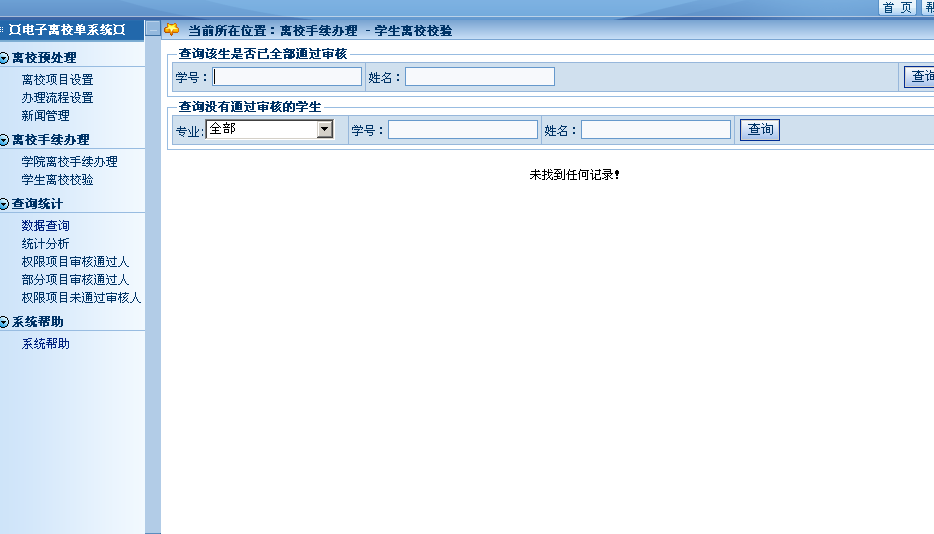 首 页
¤电子离校单系统¤
离校预处理
离校项目设置
办理流程设置
新闻管理
离校手续办理
学院离校手续办理
学生离校校验
查询统计
数据查询
统计分析
权限项目审核通过人
部分项目审核通过人
权限项目未通过审核人
系统帮助
系统帮助
当前所在位置：离校手续办理 - 学生离校校验
查询该生是否已全部通过审核
学号： 姓名： 查
查询没有通过审核的学生
专业: 全部 学号： 姓名： 查询
未找到任何记录!